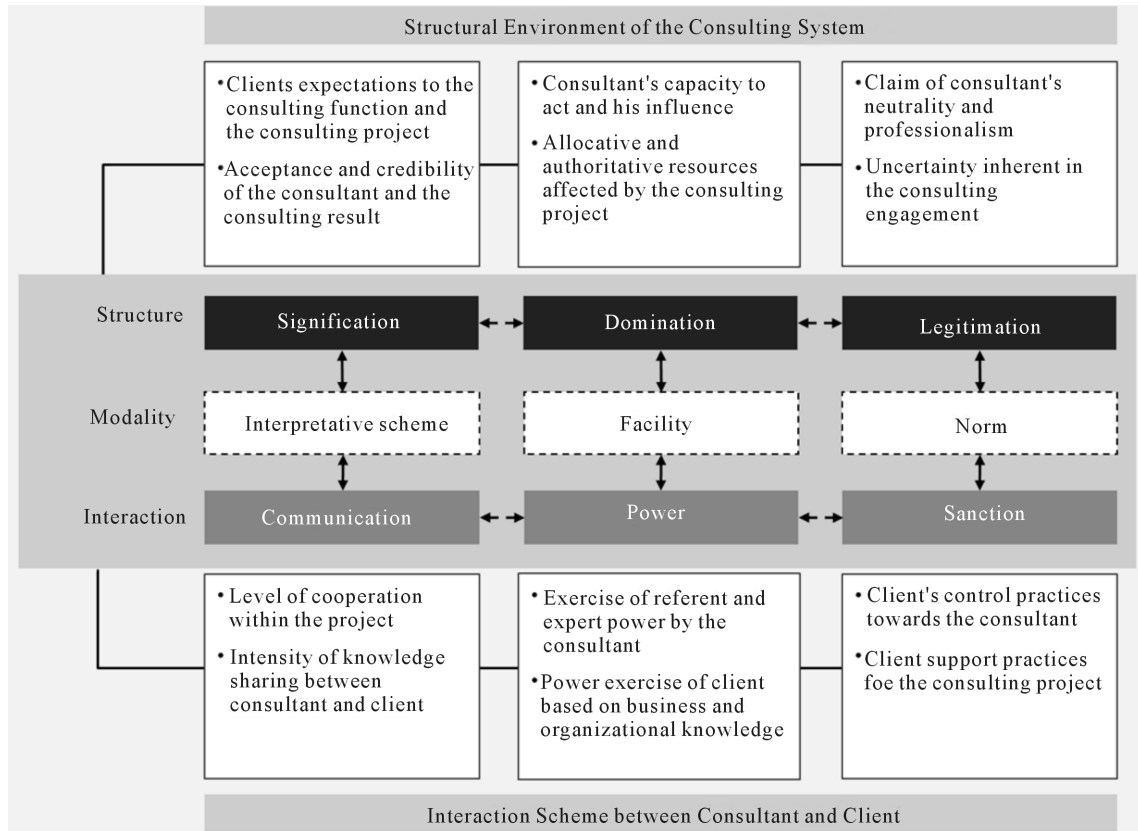 Structural Environment of the Consulting System
• Clients expectations to the
consulting function and
the consulting project
• Acceptance and credibility
of the consultant and the
consulting result
• Consultant's capacity to
act and his influence
• Allocative and
authoritative resources
affected by the consulting
project
• Claim of consultant's
neutrality and
professionalism
• Uncertainty inherent in
the consulting
engagement
Structure
Signification
Domination
Legitimation
Modality
Interpretative scheme
Facility
Norm
Interaction
Communication
Power
Sanction
• Level of cooperation
within the project
• Intensity of knowledge
sharing between
consultant and client
• Exercise of referent and
expert power by the
consultant
• Power exercise of client
based on business and
organizational knowledge
• Client's control practices
towards the consultant
• Client support practices
foe the consulting project
Interaction Scheme between Consultant and Client